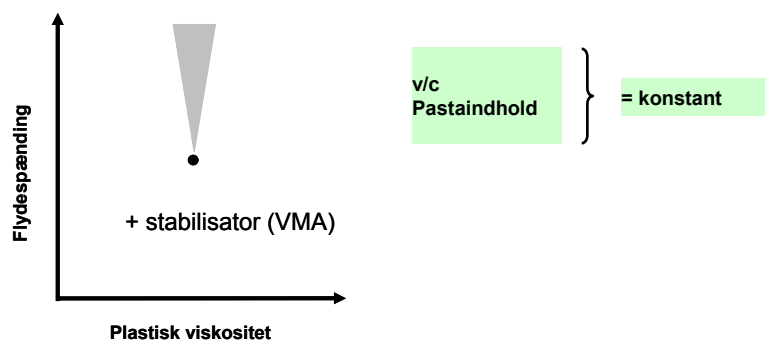 Flydespænding
+ stabilisator (VMA)
Plastisk viskositet
v/c
Pastaindhold
= konstant